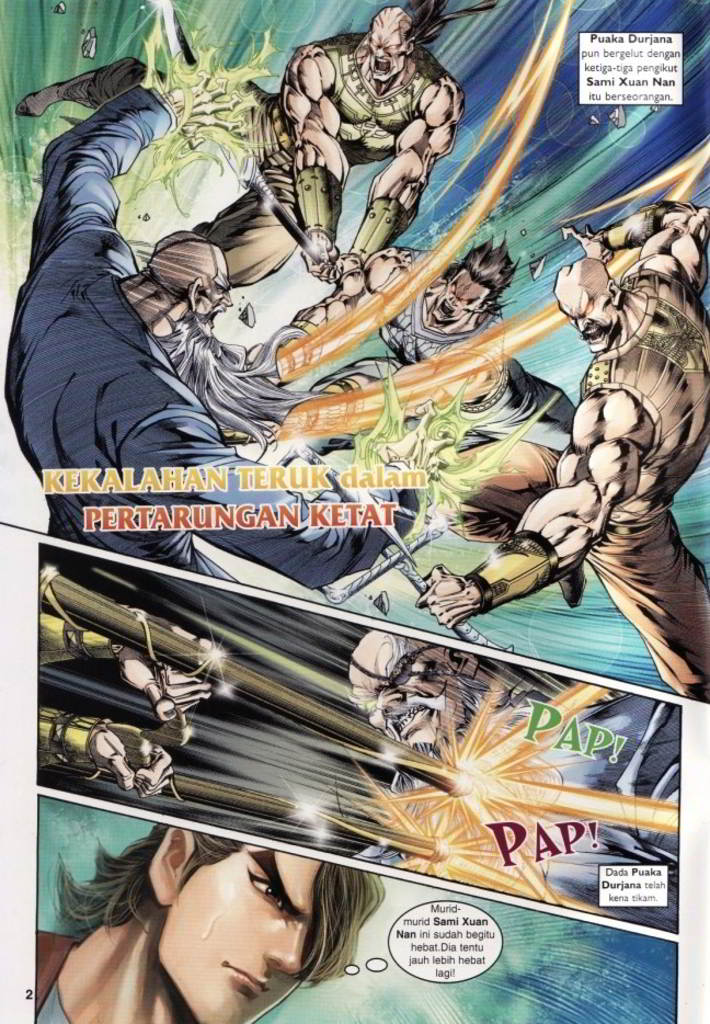 Puaka Durjana
pun bergelut dengan
ketiga-tiga pengikut
Sami Xuan Nan
itu berseorangan.
KEKALAHAN TERUK dalam
PERTARUNGAN KETAT
PAP!
PAP!
Dada Puaka
Durjana telah
kena tikam.
Murid-
murid Sami Xuan
Nan ini sudah begitu
hebat.Dia tentu
jauh lebih hebat
lagi!
2